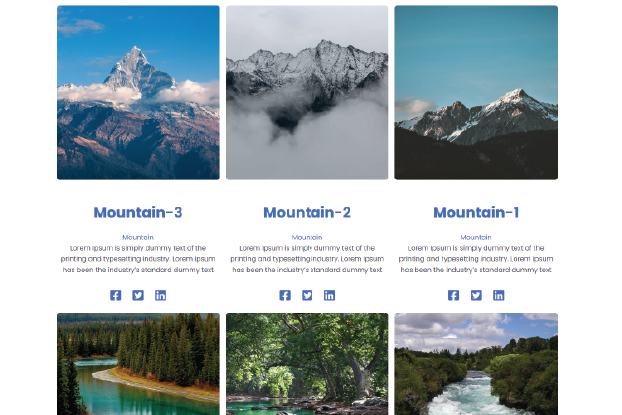 Mountain-3
Mountain
Lorem Ipsum is simply dummy text of the
printing and typesetting industry. Lorem Ipsum
has been the industry's standard dummy text
Mountain-2
Mountain
Lorem Ipsum is simply dummy text of the
printing and typesetting industry. Lorem Ipsum
has been the industry's standard dummy text
Mountain-1
Mountain
Lorem Ipsum is simply dummy text of the
printing and typesetting industry. Lorem Ipsum
has been the industry's standard dummy text